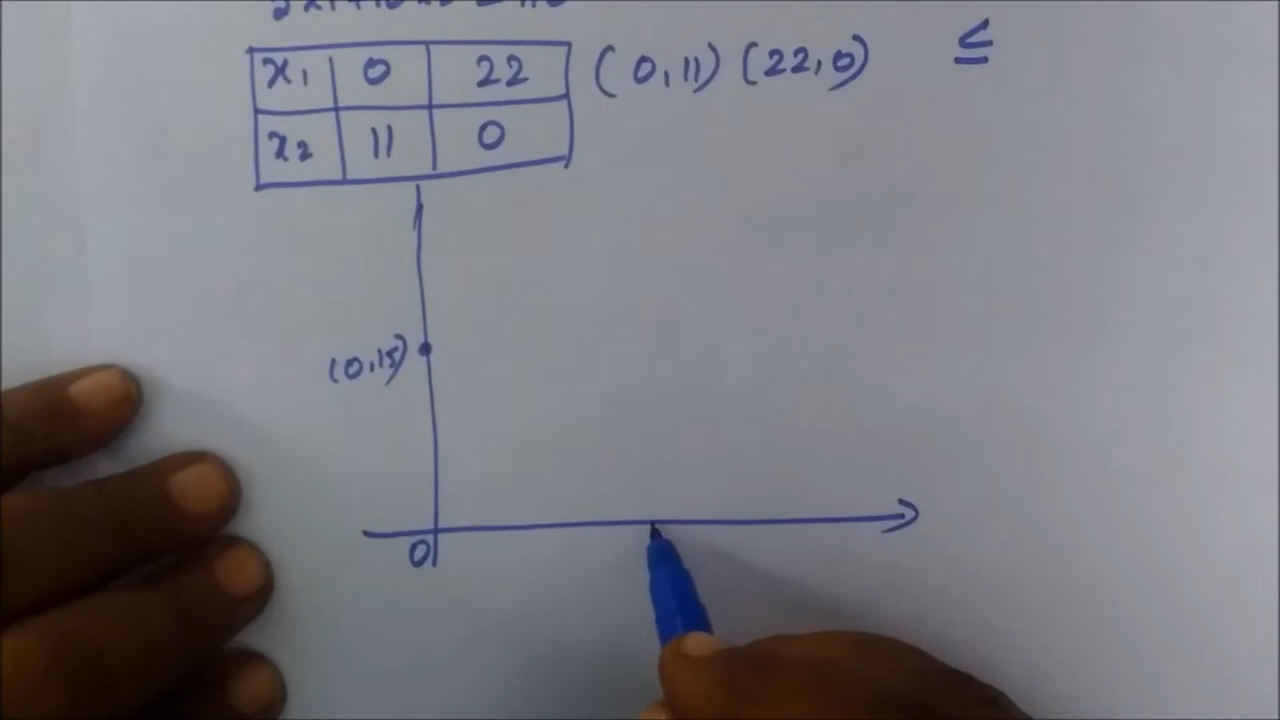 x₁ 0 22 (0,11) (22,0) ≤
x₂ 11 0
(0,15)
0